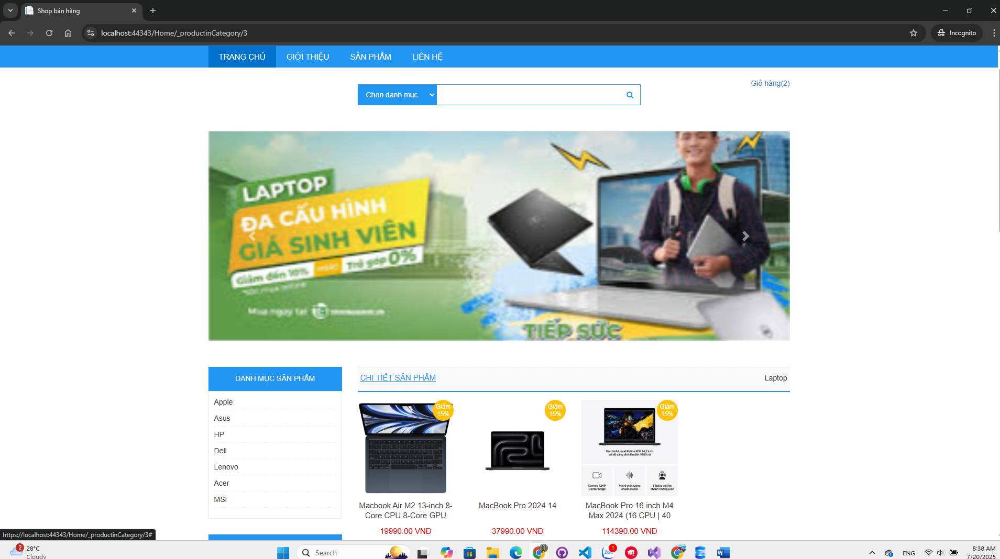 Shop bán hàng
localhost:44343/Home/_productinCategory/3
Incognito
TRANG CHỦ
GIỚI THIỆU
SẢN PHẨM
LIÊN HỆ
Giỏ hàng(2)
Chọn danh mục
LAPTOP
ĐA CẤU HÌNH
GIÁ SINH VIÊN
Giảm đến 10%
Trả góp 0%
Mua ngay tại
TIẾP SỨC
DANH MỤC SẢN PHẨM
Apple
Asus
HP
Dell
Lenovo
Acer
MSI
CHI TIẾT SẢN PHẨM
Laptop
Giảm
15%
Giảm
15%
Giảm
15%
Màn hình Liquid Retina XDR 14,2 inch
với độ sáng đỉnh lên đến 1600 nit
Camera 12MP
Center Stage
Micrô chất lượng
chuẩn studio
Sáu loa với Âm
Thanh Không Gian
Macbook Air M2 13-inch 8-
Core CPU 8-Core GPU
19990.00 VNĐ
MacBook Pro 2024 14
37990.00 VNĐ
MacBook Pro 16 inch M4
Max 2024 (16 CPU | 40
114390.00 VNĐ
https://localhost:44343/Home/_productinCategory/3#
2
28°C
Cloudy
Search
Zalo
1
ENG
8:38 AM
7/20/2025